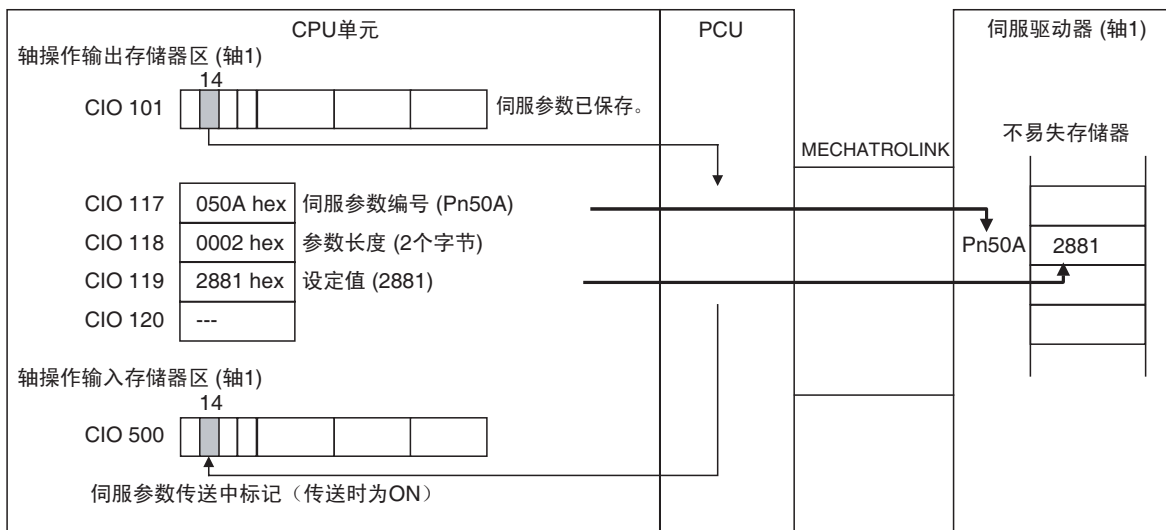 CPU单元
PCU
伺服驱动器 (轴1)
轴操作输出存储器区 (轴1)
14
CIO 101
伺服参数已保存。
不易失存储器
MECHATROLINK
CIO 117 050A hex 伺服参数编号 (Pn50A)
CIO 118 0002 hex 参数长度 (2个字节)
Pn50A 2881
CIO 119 2881 hex 设定值 (2881)
CIO 120 ---
轴操作输入存储器区 (轴1)
14
CIO 500
伺服参数传送中标记（传送时为ON）